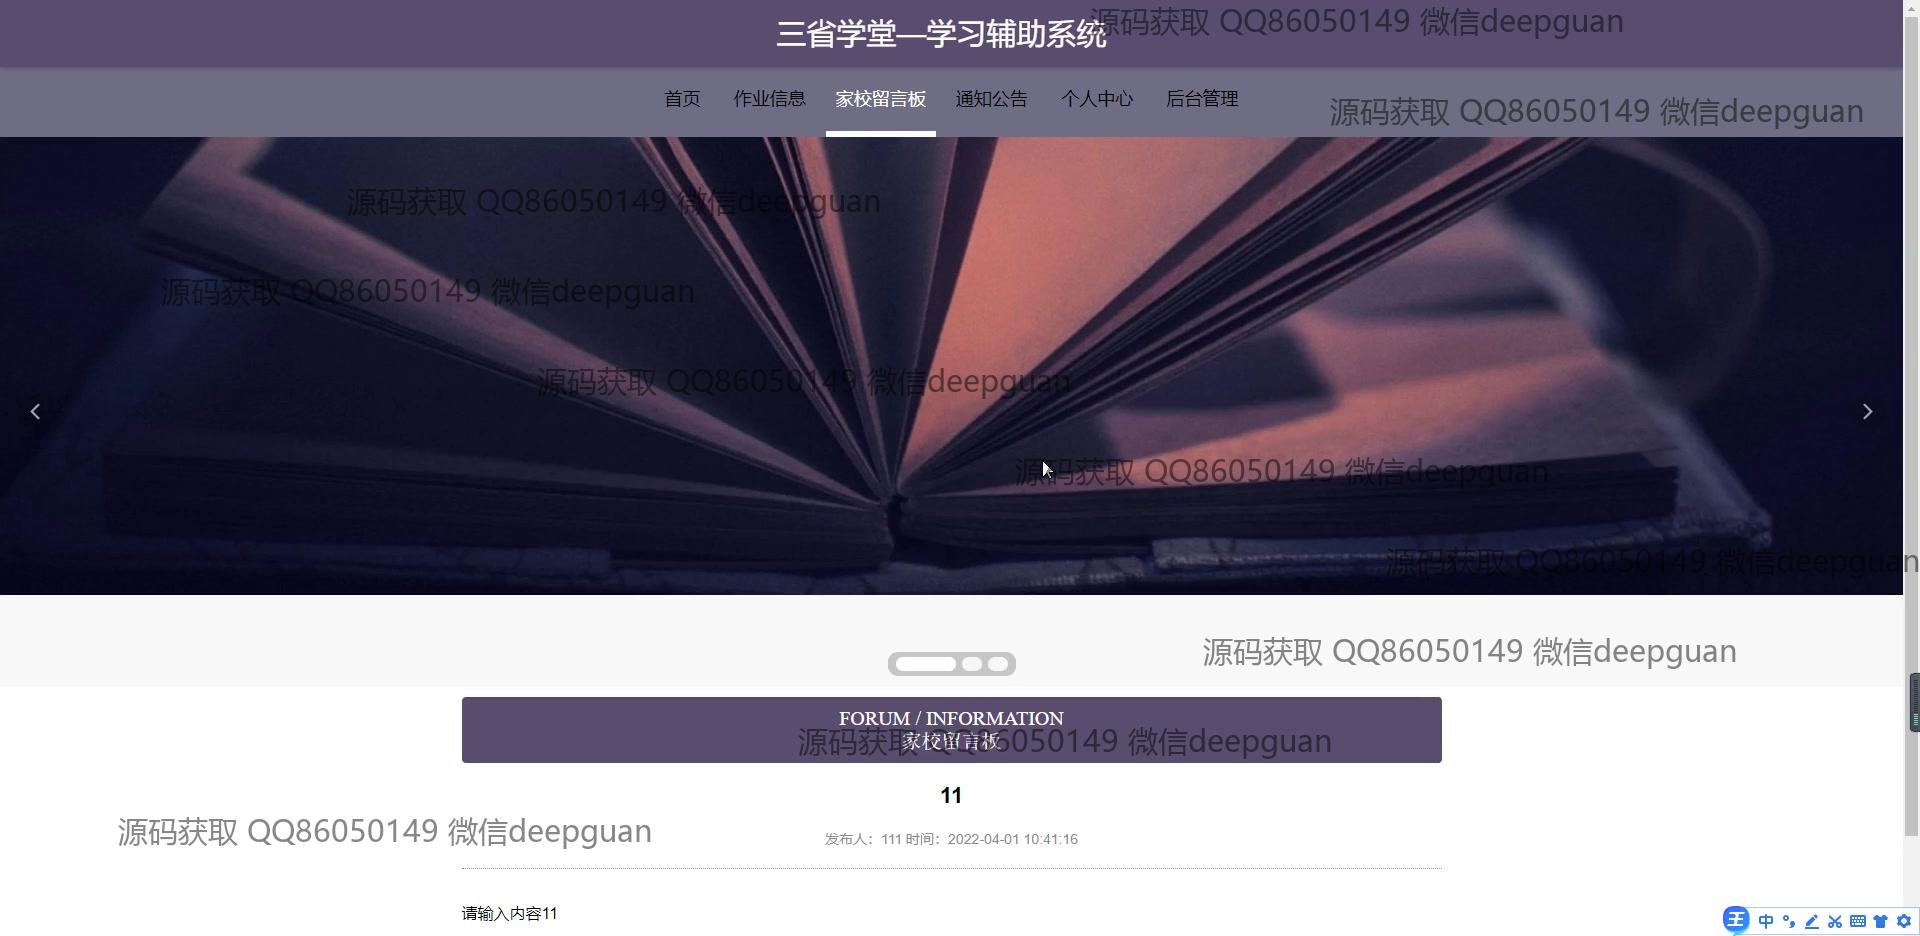 三省学堂—学习辅助系统
源码获取 QQ86050149 微信deepguan
首页 作业信息 家校留言板 通知公告 个人中心 后台管理
源码获取 QQ86050149 微信deepguan
源码获取 QQ86050149 微信deepguan
源码获取 QQ86050149 微信deepguan
源码获取 QQ86050149 微信deepguan
源码获取 QQ86050149 微信deepguan
源码获取 QQ86050149 微信deepguan
源码获取 QQ86050149 微信deepguan
FORUM / INFORMATION
家校留言板
源码获取 QQ86050149 微信deepguan
11
源码获取 QQ86050149 微信deepguan
发布人：111 时间：2022-04-01 10:41:16
请输入内容11
王 中